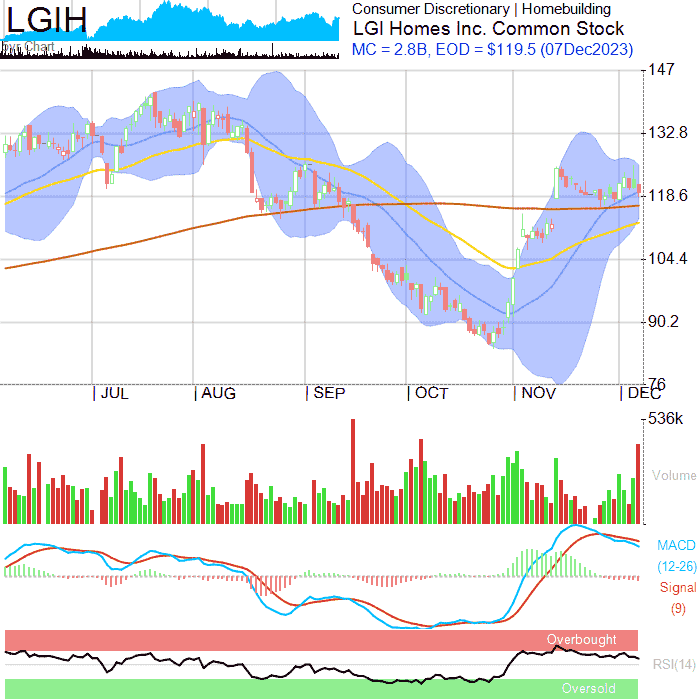 LGIH
Consumer Discretionary | Homebuilding
LGI Homes Inc. Common Stock
MC = 2.8B, EOD = $119.5 (07Dec2023)
Chart
147
132.8
118.6
104.4
90.2
76
JUL
AUG
SEP
OCT
NOV
DEC
536k
Volume
MACD
(12-26)
Signal
(9)
Overbought
RSI(14)
Oversold